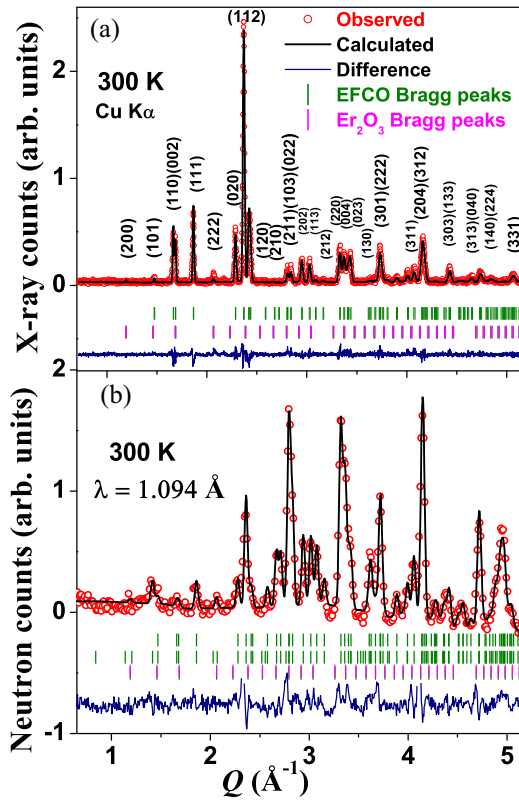 (a)
300 K
Cu Kα
Observed
Calculated
Difference
EFCO Bragg peaks
Er₂O₃ Bragg peaks
(200)
(101)
(110)(002)
(111)
(222)
(020)
(112)
(120)
(210)
(211)(103)(022)
(202)
(113)
(212)
(220)
(004)
(023)
(130)
(301)(222)
(311)
(204)(312)
(303)(133)
(313)(040)
(140)(224)
(331)
X-ray counts (arb. units)
2
1
0
2
(b)
300 K
λ = 1.094 Å
Neutron counts (arb. units)
1
0
-1
1
2
3
4
5
Q (Å⁻¹)